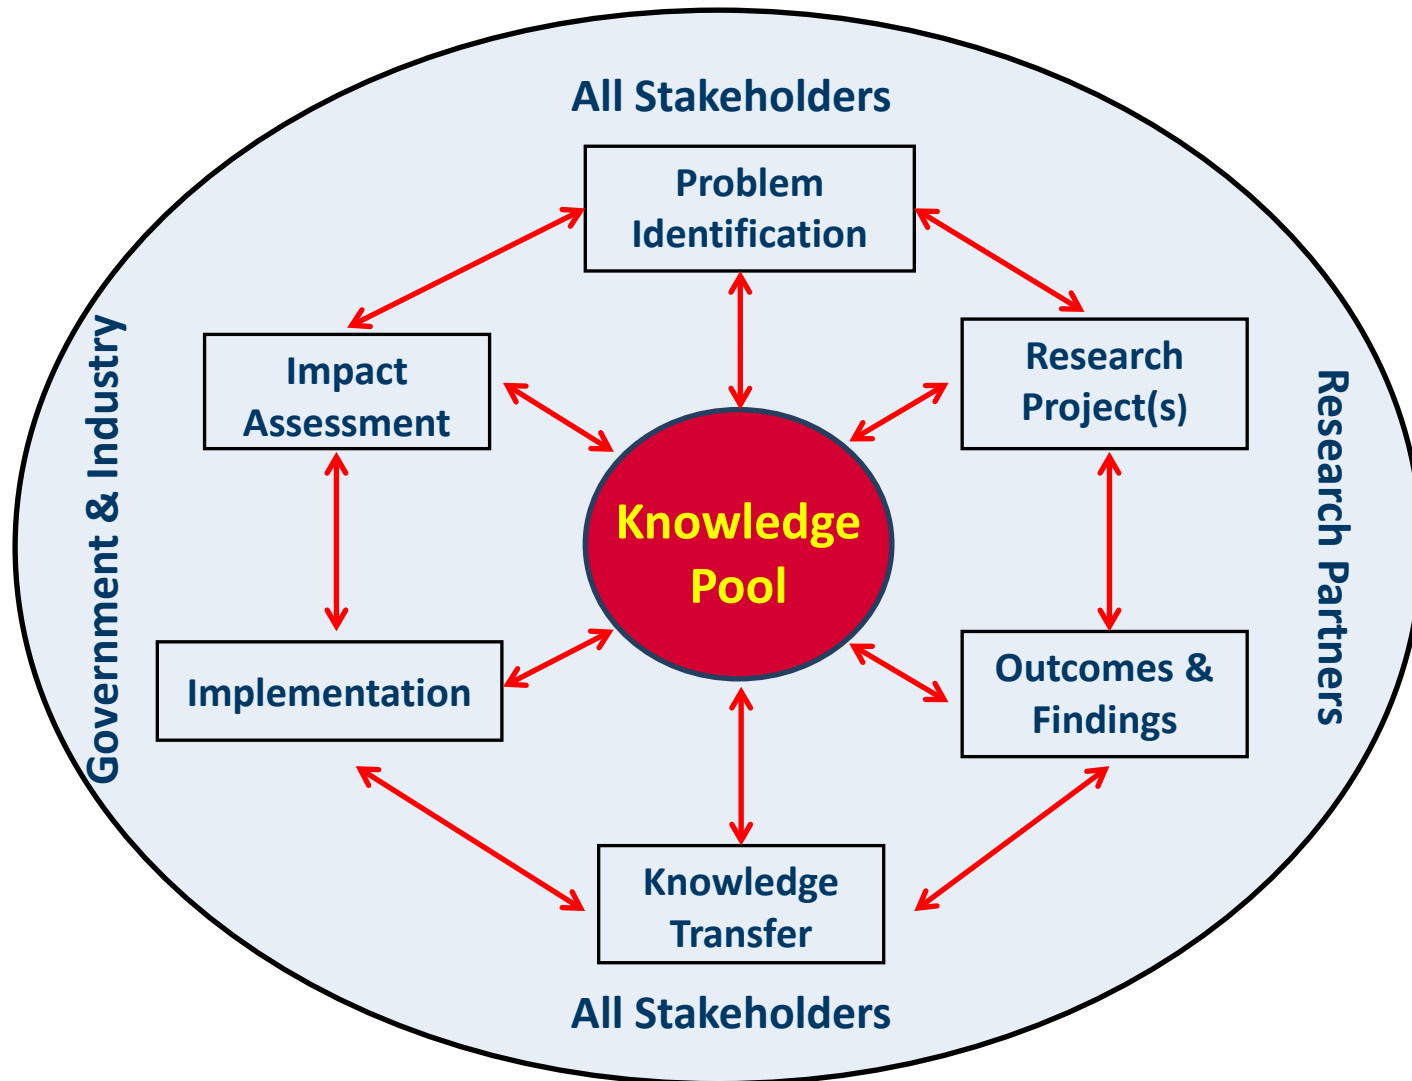 All Stakeholders
Problem
Identification
Impact
Assessment
Research
Project(s)
Government & Industry
Research Partners
Knowledge
Pool
Implementation
Outcomes &
Findings
Knowledge
Transfer
All Stakeholders